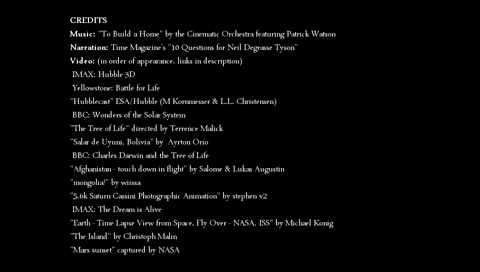 CREDITS
Music: "To Build a Home" by the Cinematic Orchestra featuring Patrick Watson
Narration: Time Magazine's "10 Questions for Neil Degrasse Tyson"
Video: (in order of appearance, links in description)
IMAX: Hubble 3D
Yellowstone: Battle for Life
"Hubblecast" ESA/Hubble (M Kornmesser & L.L. Christensen)
BBC: Wonders of the Solar System
"The Tree of Life" directed by Terrence Malick
"Salar de Uyuni, Bolivia" by Ayrton Orio
BBC: Charles Darwin and the Tree of Life
"Afghanistan - touch down in flight" by Salome & Lukas Augustin
"mongolia!" by wiissa
"5.6k Saturn Cassini Photographic Animation" by stephen v2
IMAX: The Dream is Alive
"Earth - Time Lapse View from Space, Fly Over - NASA, ISS" by Michael Konig
"The Island" by Christoph Malin
"Mars sunset" captured by NASA